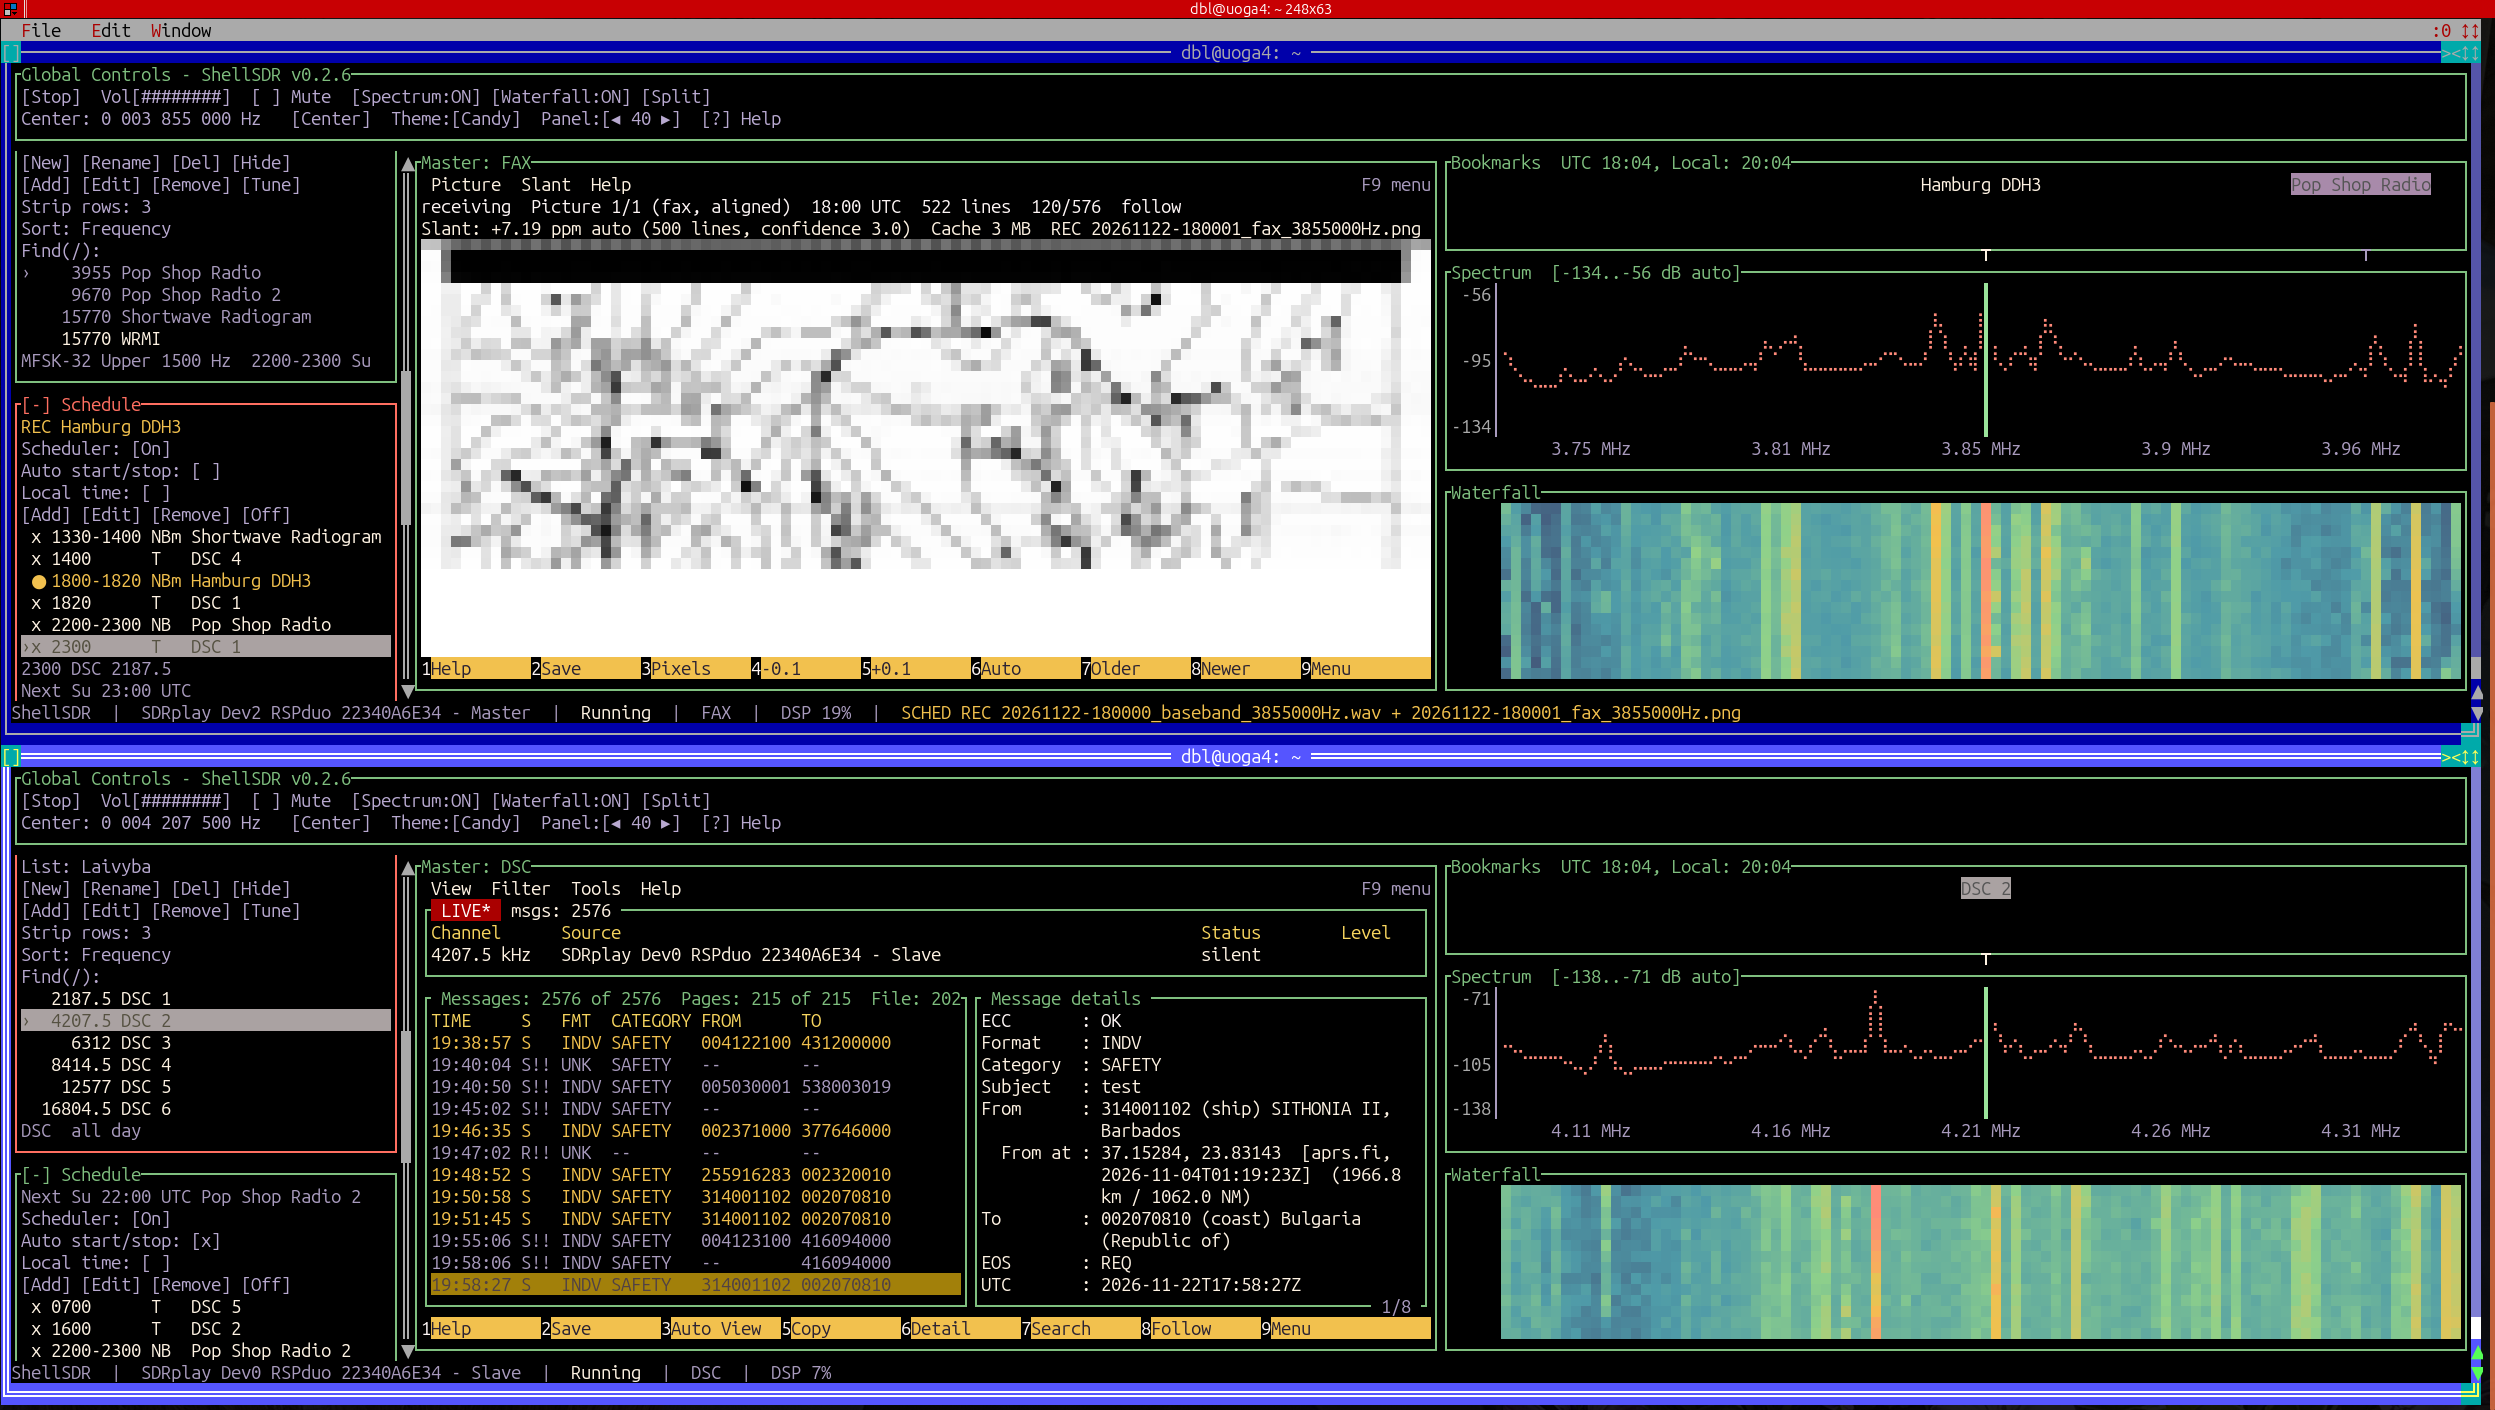 dbl@uoga4: ~ 248x63
File   Edit  Window   :0 ↕↕
[ ]   dbl@uoga4: ~   ><↕↕
Global Controls - ShellSDR v0.2.6
[Stop]  Vol[########]  [ ] Mute  [Spectrum:ON] [Waterfall:ON] [Split]
Center: 0 003 855 000 Hz   [Center]  Theme:[Candy]  Panel:[◄ 40 ►]  [?] Help
[New] [Rename] [Del] [Hide]
[Add] [Edit] [Remove] [Tune]
Strip rows: 3
Sort: Frequency
Find(/):
›    3955 Pop Shop Radio
9670 Pop Shop Radio 2
15770 Shortwave Radiogram
15770 WRMI
MFSK-32 Upper 1500 Hz  2200-2300 Su
[-] Schedule
REC Hamburg DDH3
Scheduler: [On]
Auto start/stop: [ ]
Local time: [ ]
[Add] [Edit] [Remove] [Off]
x 1330-1400 NBm Shortwave Radiogram
x 1400      T   DSC 4
● 1800-1820 NBm Hamburg DDH3
x 1820      T   DSC 1
x 2200-2300 NB  Pop Shop Radio
›x 2300      T   DSC 1
2300 DSC 2187.5
Next Su 23:00 UTC
Master: FAX
Picture  Slant  Help   F9 menu
receiving  Picture 1/1 (fax, aligned)  18:00 UTC  522 lines  120/576  follow
Slant: +7.19 ppm auto (500 lines, confidence 3.0)  Cache 3 MB  REC 20261122-180001_fax_3855000Hz.png
1Help  2Save  3Pixels  4-0.1  5+0.1  6Auto  7Older  8Newer  9Menu
Bookmarks  UTC 18:04, Local: 20:04
Hamburg DDH3   Pop Shop Radio
T
Spectrum  [-134..-56 dB auto]
-56
-95
-134
3.75 MHz  3.81 MHz  3.85 MHz  3.9 MHz  3.96 MHz
Waterfall
ShellSDR  |  SDRplay Dev2 RSPduo 22340A6E34 - Master  |  Running  |  FAX  |  DSP 19%  |  SCHED REC 20261122-180000_baseband_3855000Hz.wav + 20261122-180001_fax_3855000Hz.png
[ ]   dbl@uoga4: ~   ><↕↕
Global Controls - ShellSDR v0.2.6
[Stop]  Vol[########]  [ ] Mute  [Spectrum:ON] [Waterfall:ON] [Split]
Center: 0 004 207 500 Hz   [Center]  Theme:[Candy]  Panel:[◄ 40 ►]  [?] Help
List: Laivyba
[New] [Rename] [Del] [Hide]
[Add] [Edit] [Remove] [Tune]
Strip rows: 3
Sort: Frequency
Find(/):
2187.5 DSC 1
›  4207.5 DSC 2
6312 DSC 3
8414.5 DSC 4
12577 DSC 5
16804.5 DSC 6
DSC  all day
[-] Schedule
Next Su 22:00 UTC Pop Shop Radio 2
Scheduler: [On]
Auto start/stop: [x]
Local time: [ ]
[Add] [Edit] [Remove] [Off]
x 0700      T   DSC 5
x 1600      T   DSC 2
x 2200-2300 NB  Pop Shop Radio 2
Master: DSC
View  Filter  Tools  Help   F9 menu
LIVE*  msgs: 2576
Channel  Source  Status  Level
4207.5 kHz   SDRplay Dev0 RSPduo 22340A6E34 - Slave   silent
Messages: 2576 of 2576  Pages: 215 of 215  File: 202
TIME     S   FMT  CATEGORY FROM      TO
19:38:57 S   INDV SAFETY   004122100 431200000
19:40:04 S!! UNK  SAFETY   --        --
19:40:50 S!! INDV SAFETY   005030001 538003019
19:45:02 S!! INDV SAFETY   --        --
19:46:35 S   INDV SAFETY   002371000 377646000
19:47:02 R!! UNK  --       --        --
19:48:52 S   INDV SAFETY   255916283 002320010
19:50:58 S   INDV SAFETY   314001102 002070810
19:51:45 S   INDV SAFETY   314001102 002070810
19:55:06 S!! INDV SAFETY   004123100 416094000
19:58:06 S!! INDV SAFETY   --        416094000
19:58:27 S   INDV SAFETY   314001102 002070810
Message details
ECC       : OK
Format    : INDV
Category  : SAFETY
Subject   : test
From      : 314001102 (ship) SITHONIA II,
Barbados
From at : 37.15284, 23.83143  [aprs.fi,
2026-11-04T01:19:23Z]  (1966.8
km / 1062.0 NM)
To        : 002070810 (coast) Bulgaria
(Republic of)
EOS       : REQ
UTC       : 2026-11-22T17:58:27Z
1/8
1Help  2Save  3Auto View  5Copy  6Detail  7Search  8Follow  9Menu
Bookmarks  UTC 18:04, Local: 20:04
DSC 2
T
Spectrum  [-138..-71 dB auto]
-71
-105
-138
4.11 MHz  4.16 MHz  4.21 MHz  4.26 MHz  4.31 MHz
Waterfall
ShellSDR  |  SDRplay Dev0 RSPduo 22340A6E34 - Slave  |  Running  |  DSC  |  DSP 7%